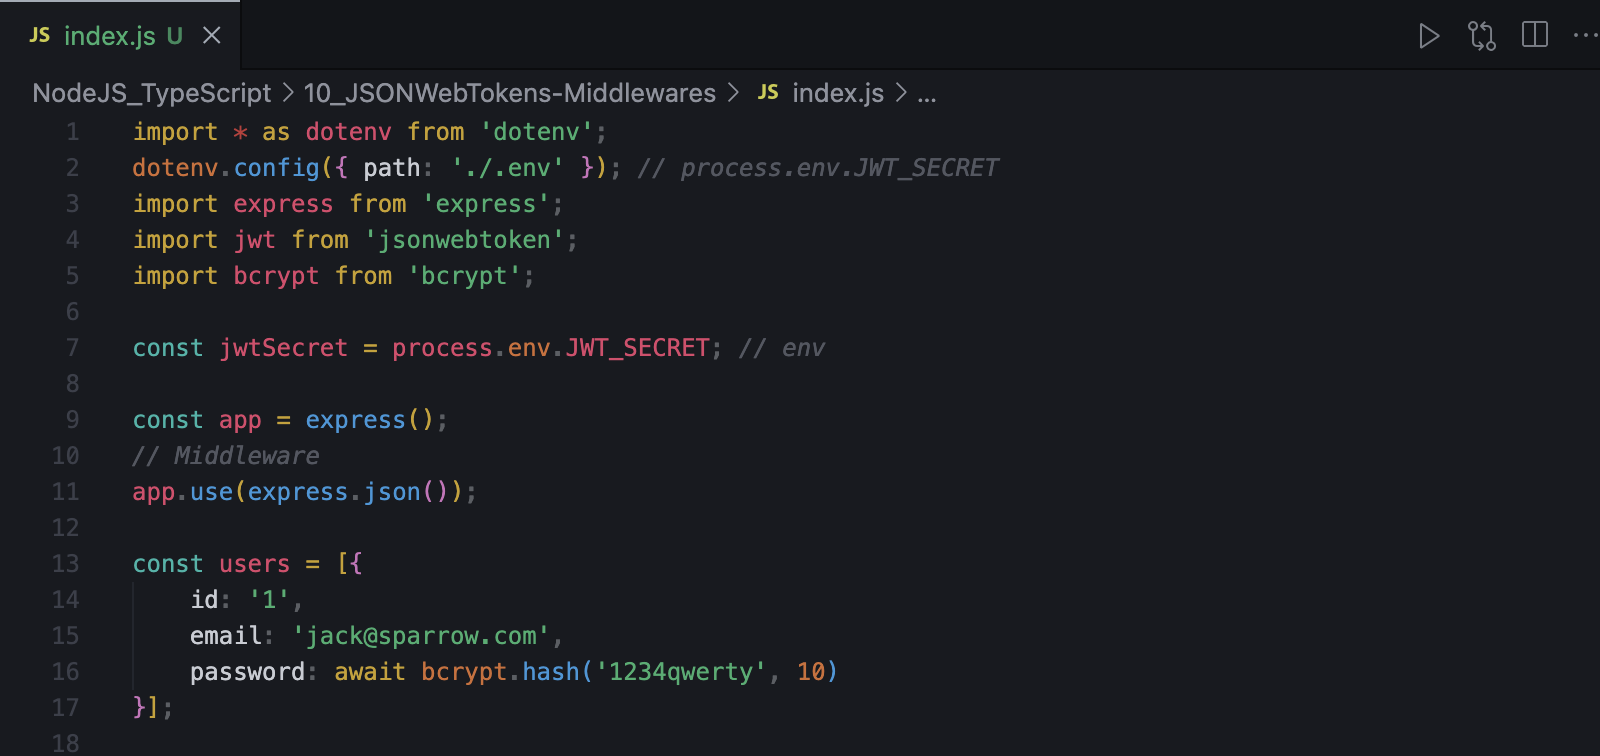 JS index.js U
NodeJS_TypeScript > 10_JSONWebTokens-Middlewares > JS index.js > ...
1 import * as dotenv from 'dotenv';
2 dotenv.config({ path: './.env' }); // process.env.JWT_SECRET
3 import express from 'express';
4 import jwt from 'jsonwebtoken';
5 import bcrypt from 'bcrypt';
6
7 const jwtSecret = process.env.JWT_SECRET; // env
8
9 const app = express();
10 // Middleware
11 app.use(express.json());
12
13 const users = [{
14     id: '1',
15     email: 'jack@sparrow.com',
16     password: await bcrypt.hash('1234qwerty', 10)
17 }];
18